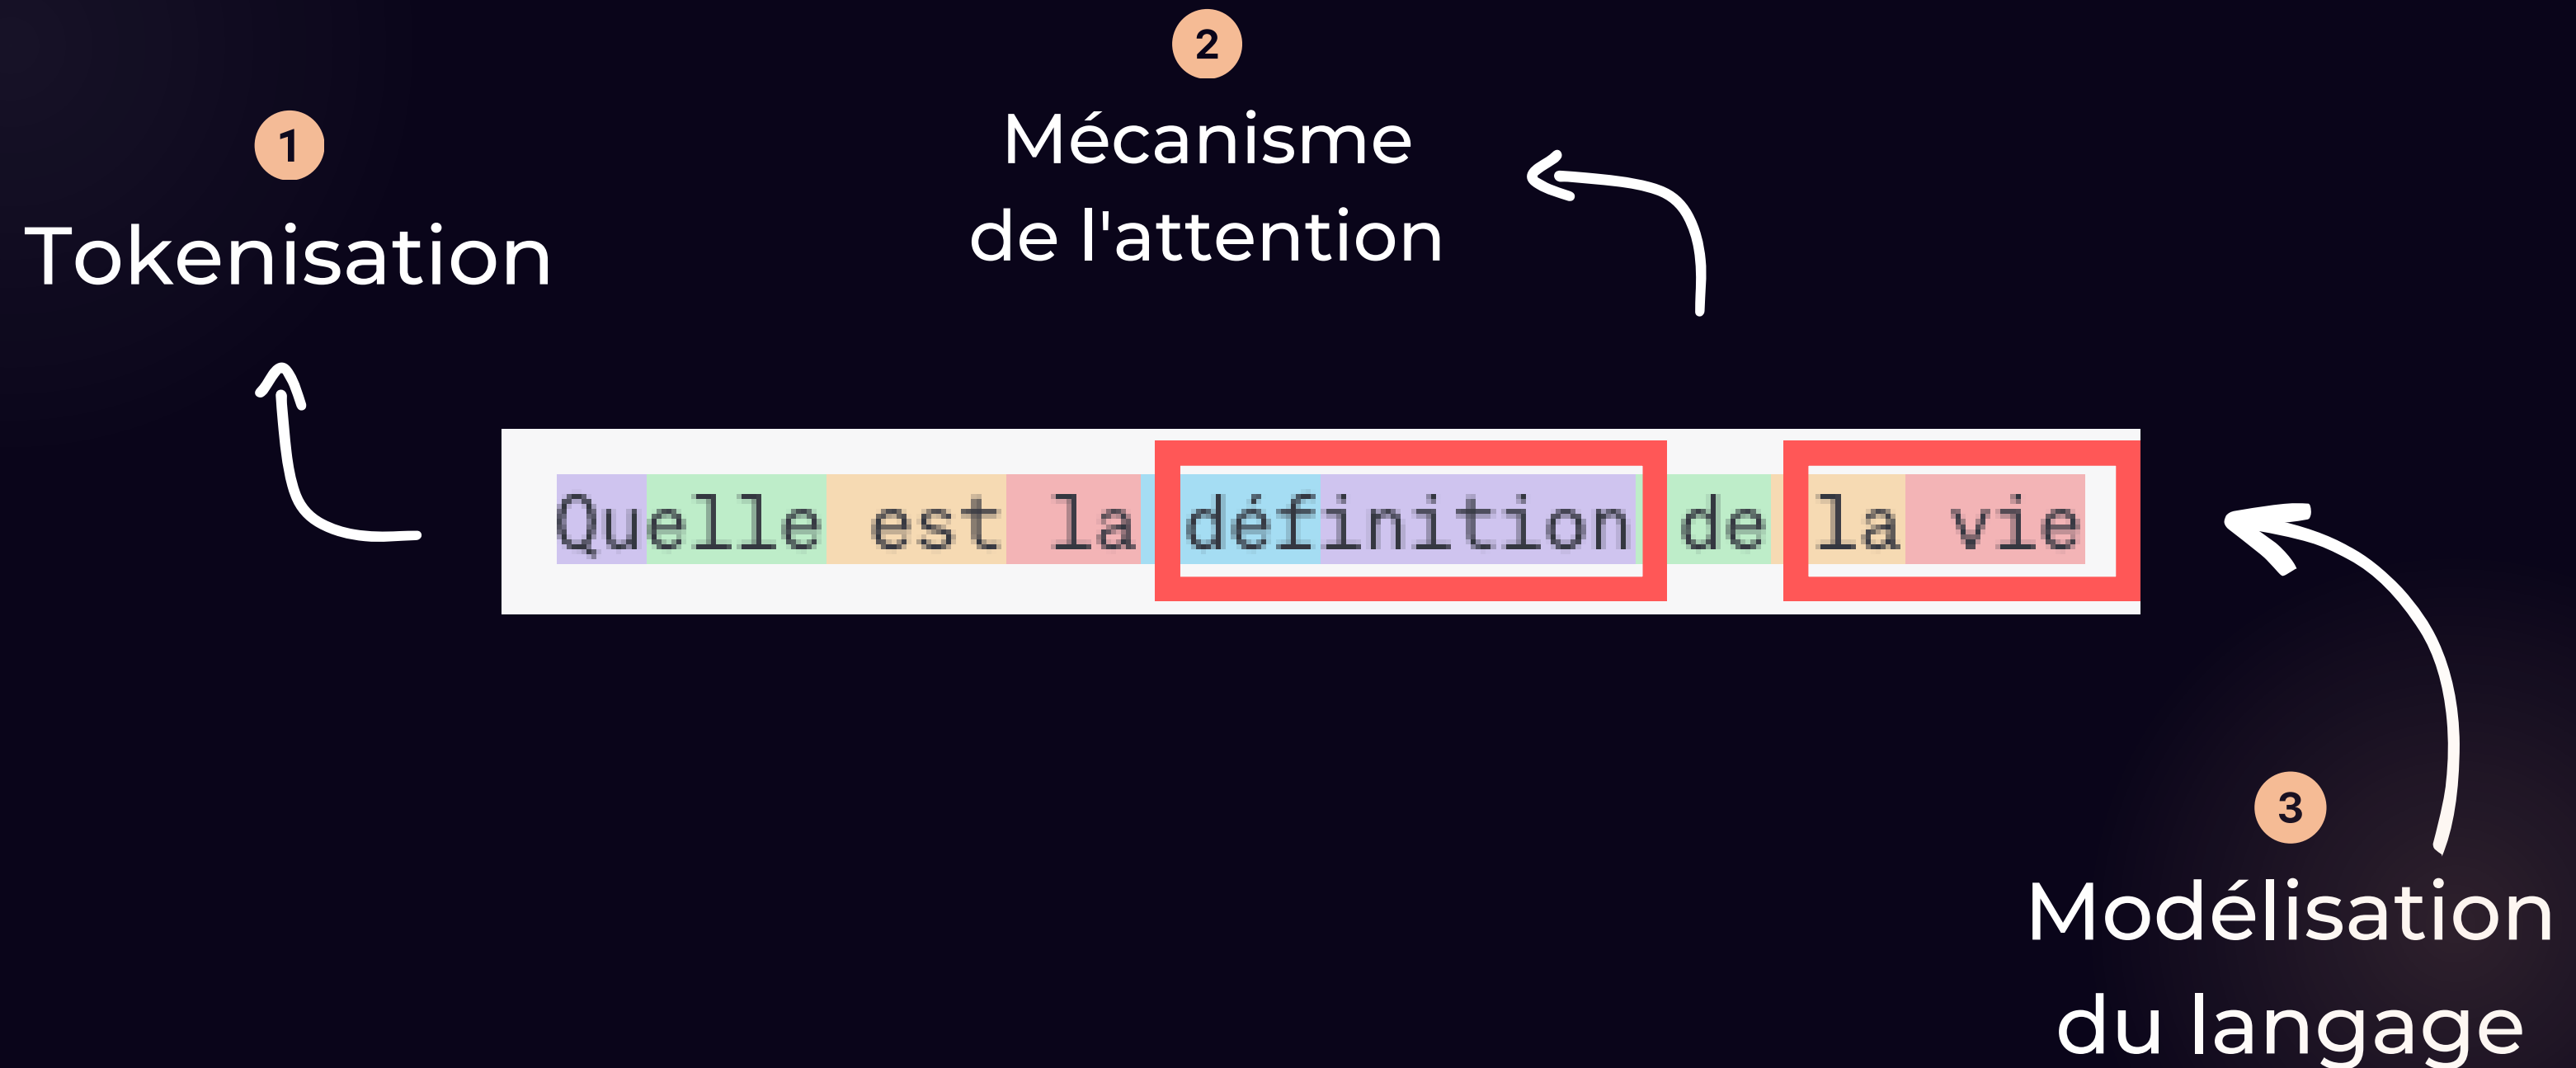 1
Tokenisation
2
Mécanisme
de l'attention
Quelle est la définition de la vie
3
Modélisation
du langage